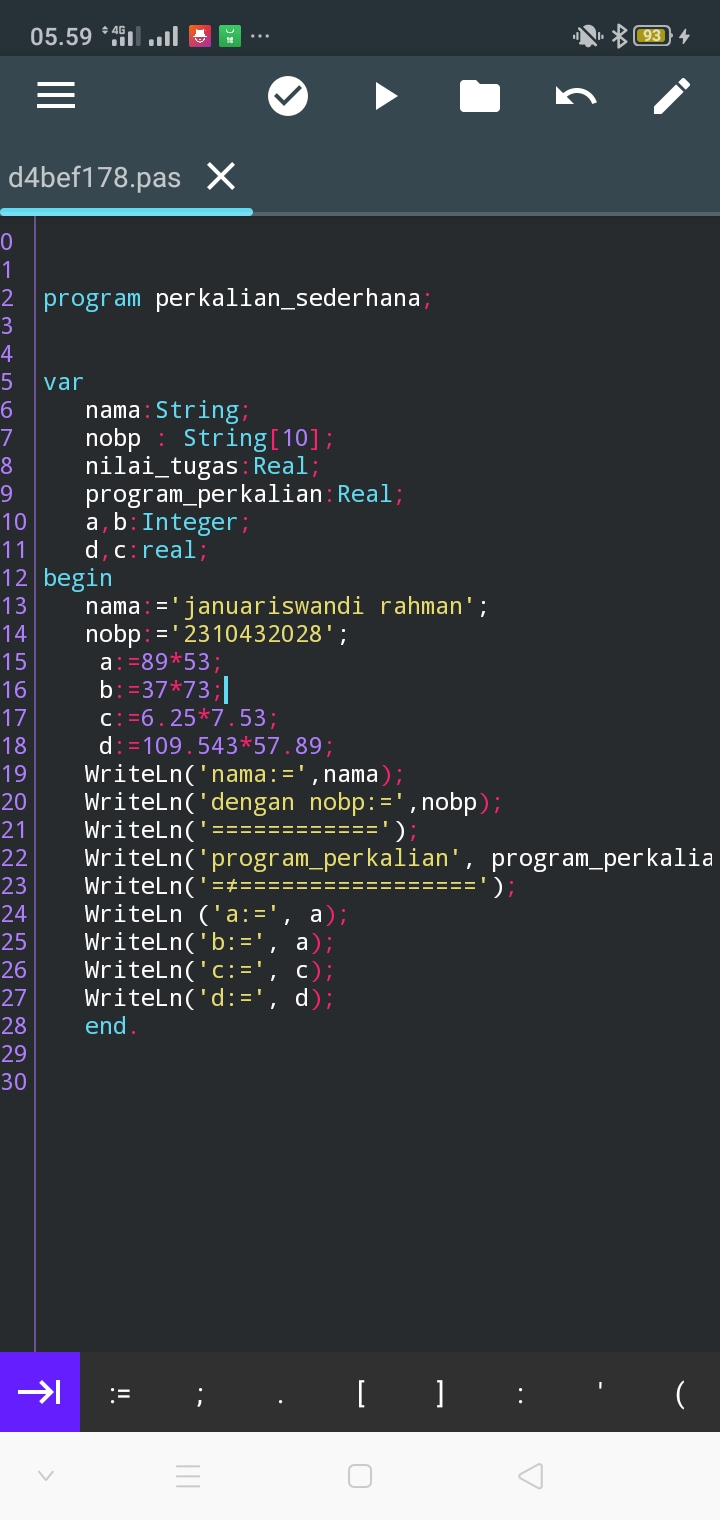 05.59 4G 93
d4bef178.pas
0
1
2 program perkalian_sederhana;
3
4
5 var
6 nama:String;
7 nobp : String[10];
8 nilai_tugas:Real;
9 program_perkalian:Real;
10 a,b:Integer;
11 d,c:real;
12 begin
13 nama:='januariswandi rahman';
14 nobp:='2310432028';
15 a:=89*53;
16 b:=37*73;
17 c:=6.25*7.53;
18 d:=109.543*57.89;
19 WriteLn('nama:=',nama);
20 WriteLn('dengan nobp:=',nobp);
21 WriteLn('============');
22 WriteLn('program_perkalian', program_perkalia
23 WriteLn('=≠=================');
24 WriteLn ('a:=', a);
25 WriteLn('b:=', a);
26 WriteLn('c:=', c);
27 WriteLn('d:=', d);
28 end.
29
30
:= ; . [ ] : ' (